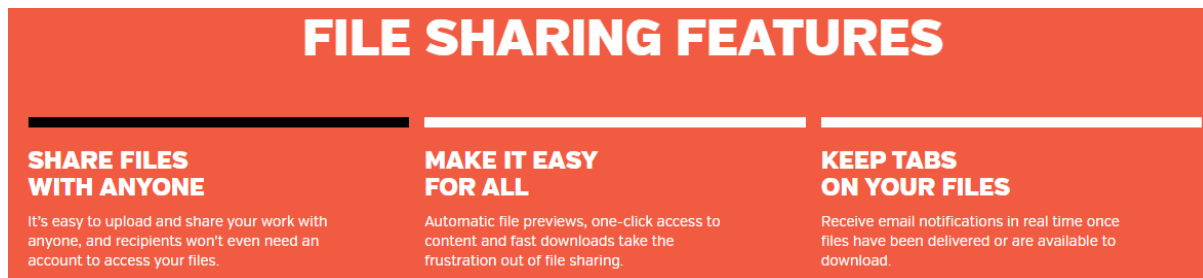 FILE SHARING FEATURES
SHARE FILES
WITH ANYONE
It's easy to upload and share your work with
anyone, and recipients won't even need an
account to access your files.
MAKE IT EASY
FOR ALL
Automatic file previews, one-click access to
content and fast downloads take the
frustration out of file sharing.
KEEP TABS
ON YOUR FILES
Receive email notifications in real time once
files have been delivered or are available to
download.